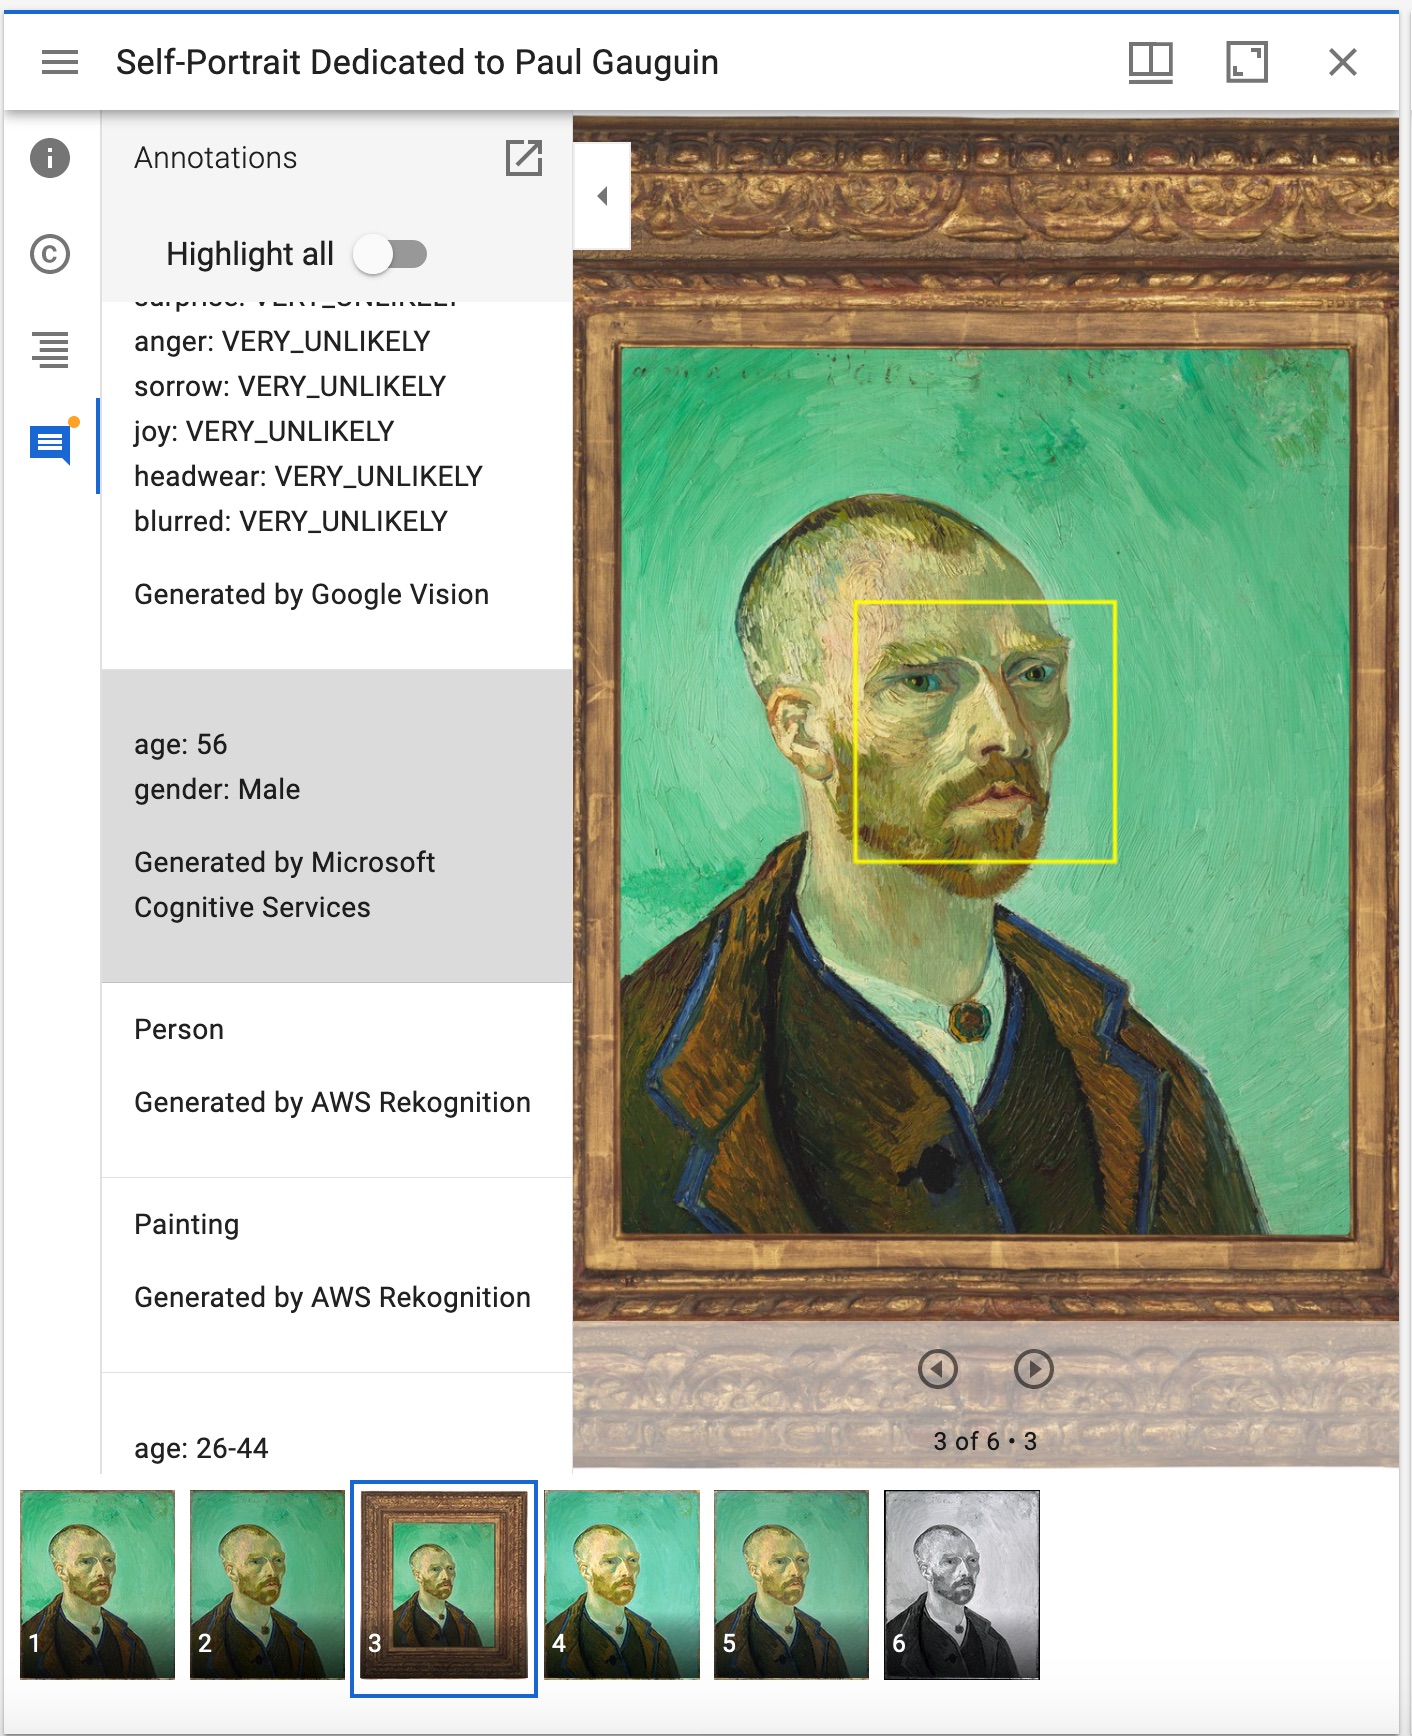 Self-Portrait Dedicated to Paul Gauguin
Annotations
Highlight all
surprise: VERY_UNLIKELY
anger: VERY_UNLIKELY
sorrow: VERY_UNLIKELY
joy: VERY_UNLIKELY
headwear: VERY_UNLIKELY
blurred: VERY_UNLIKELY
Generated by Google Vision
age: 56
gender: Male
Generated by Microsoft
Cognitive Services
Person
Generated by AWS Rekognition
Painting
Generated by AWS Rekognition
age: 26-44
3 of 6 • 3
1
2
3
4
5
6